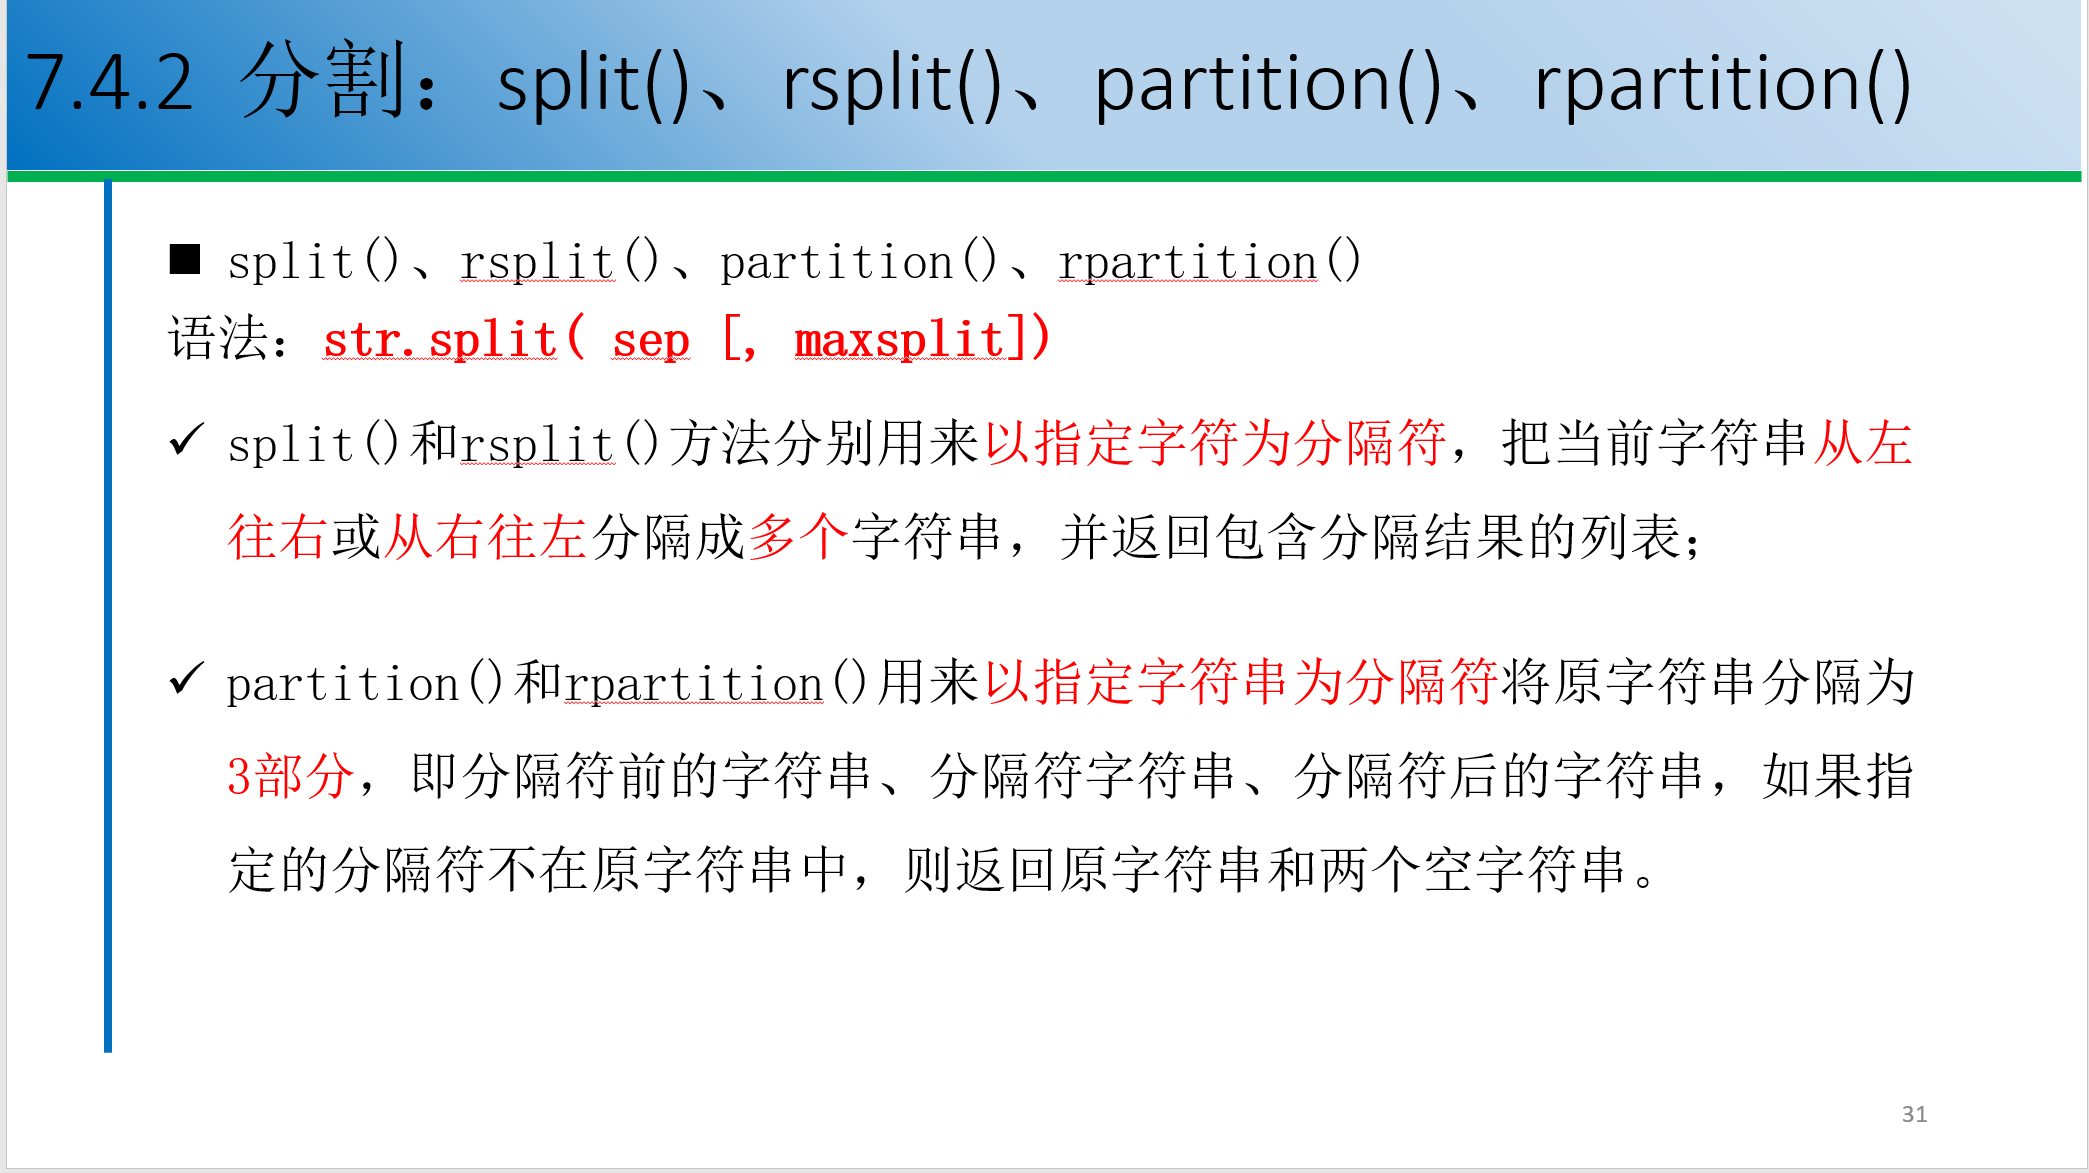 7.4.2 分割：split()、rsplit()、partition()、rpartition()
split()、rsplit()、partition()、rpartition()
语法：str.split( sep [, maxsplit])
split()和rsplit()方法分别用来以指定字符为分隔符，把当前字符串从左
往右或从右往左分隔成多个字符串，并返回包含分隔结果的列表；
partition()和rpartition()用来以指定字符串为分隔符将原字符串分隔为
3部分，即分隔符前的字符串、分隔符字符串、分隔符后的字符串，如果指
定的分隔符不在原字符串中，则返回原字符串和两个空字符串。
31